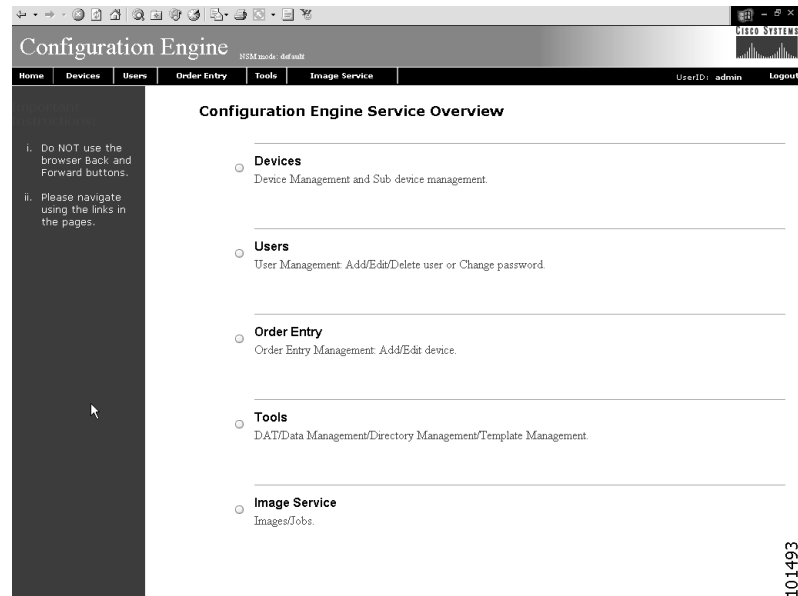 CISCO SYSTEMS
Configuration Engine NSM mode: default
Home Devices Users Order Entry Tools Image Service UserID: admin Logout
Important
Configuration Engine Service Overview
i. Do NOT use the
browser Back and
Forward buttons.
ii. Please navigate
using the links in
the pages.
Devices
Device Management and Sub device management.
Users
User Management: Add/Edit/Delete user or Change password.
Order Entry
Order Entry Management: Add/Edit device.
Tools
DAT/Data Management/Directory Management/Template Management.
Image Service
Images/Jobs.
101493